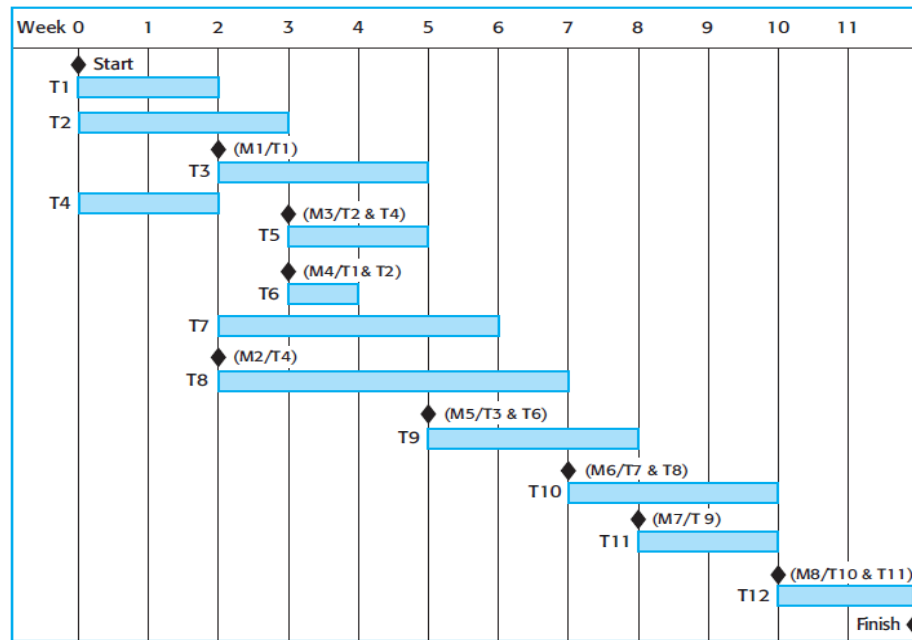 Week 0 1 2 3 4 5 6 7 8 9 10 11
Start
T1
T2
(M1/T1)
T3
T4
(M3/T2 & T4)
T5
(M4/T1& T2)
T6
T7
(M2/T4)
T8
(M5/T3 & T6)
T9
(M6/T7 & T8)
T10
(M7/T 9)
T11
(M8/T10 & T11)
T12
Finish